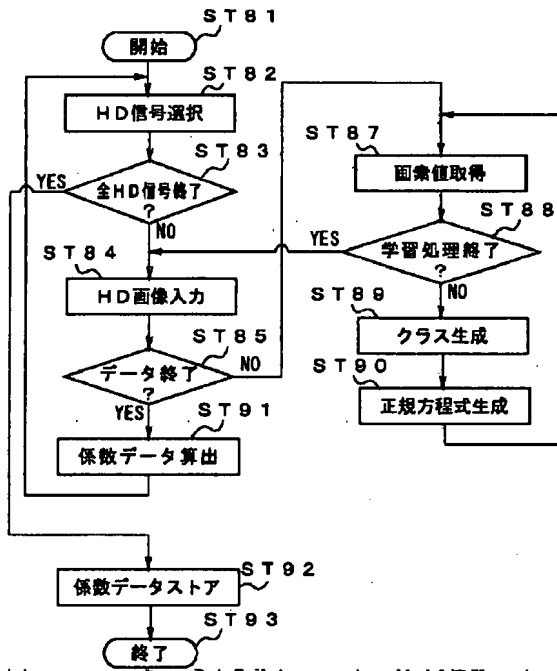 ST81
開始
ST82
HD信号選択
ST83
YES
全HD信号終了
?
NO
ST84
HD画像入力
ST85
データ終了
?
NO
YES
ST91
係数データ算出
ST87
画素値取得
ST88
YES
学習処理終了
?
NO
ST89
クラス生成
ST90
正規方程式生成
ST92
係数データストア
ST93
終了